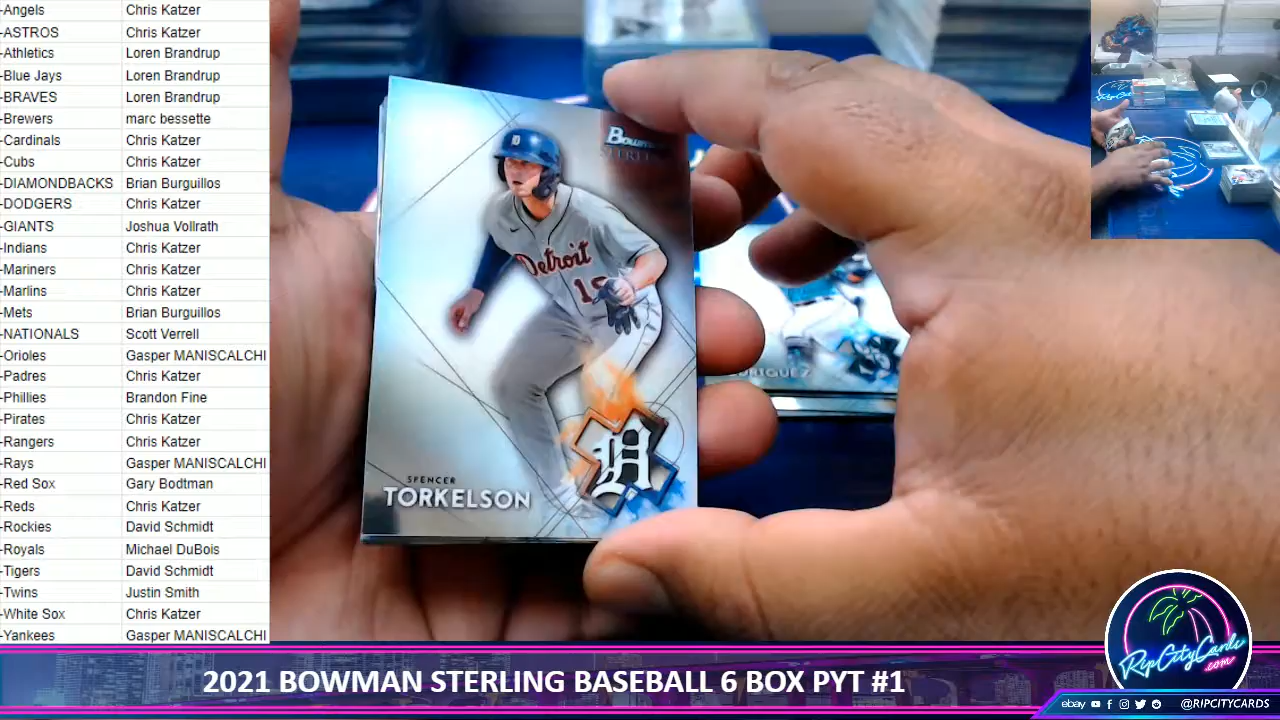 -Angels Chris Katzer
-ASTROS Chris Katzer
-Athletics Loren Brandrup
-Blue Jays Loren Brandrup
-BRAVES Loren Brandrup
-Brewers marc bessette
-Cardinals Chris Katzer
-Cubs Chris Katzer
-DIAMONDBACKS Brian Burguillos
-DODGERS Chris Katzer
-GIANTS Joshua Vollrath
-Indians Chris Katzer
-Mariners Chris Katzer
-Marlins Chris Katzer
-Mets Brian Burguillos
-NATIONALS Scott Verrell
-Orioles Gasper MANISCALCHI
-Padres Chris Katzer
-Phillies Brandon Fine
-Pirates Chris Katzer
-Rangers Chris Katzer
-Rays Gasper MANISCALCHI
-Red Sox Gary Bodtman
-Reds Chris Katzer
-Rockies David Schmidt
-Royals Michael DuBois
-Tigers David Schmidt
-Twins Justin Smith
-White Sox Chris Katzer
-Yankees Gasper MANISCALCHI
D
Detroit
SPENCER
TORKELSON
RipCityCards
.com
2021 BOWMAN STERLING BASEBALL 6 BOX PYT #1
ebay @RIPCITYCARDS